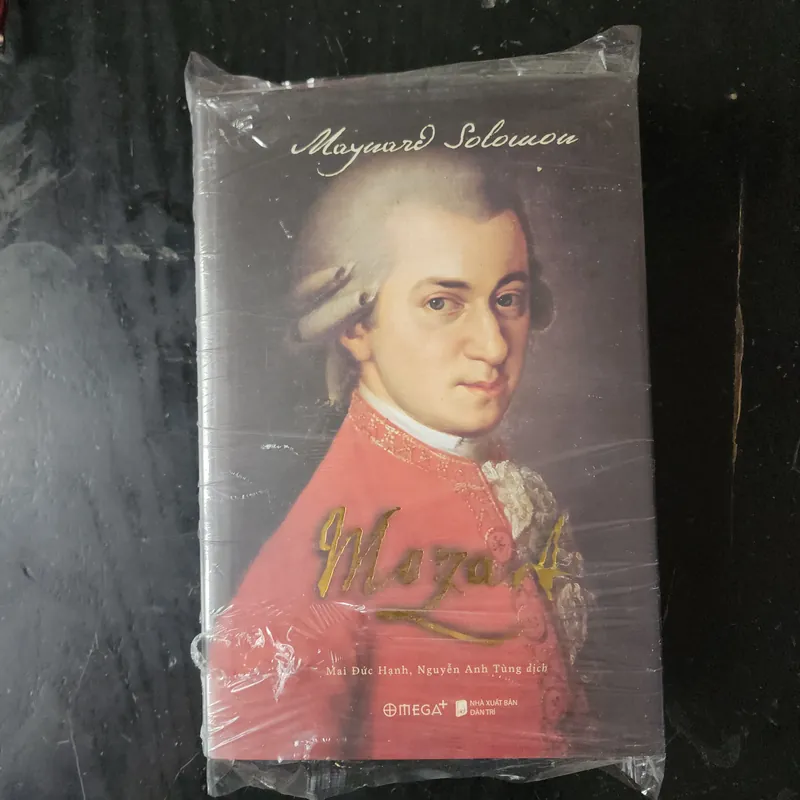 Maynard Solomon
Mozart
Mai Đức Hạnh, Nguyễn Anh Tùng dịch
OMEGA+
NHÀ XUẤT BẢN
DÂN TRÍ